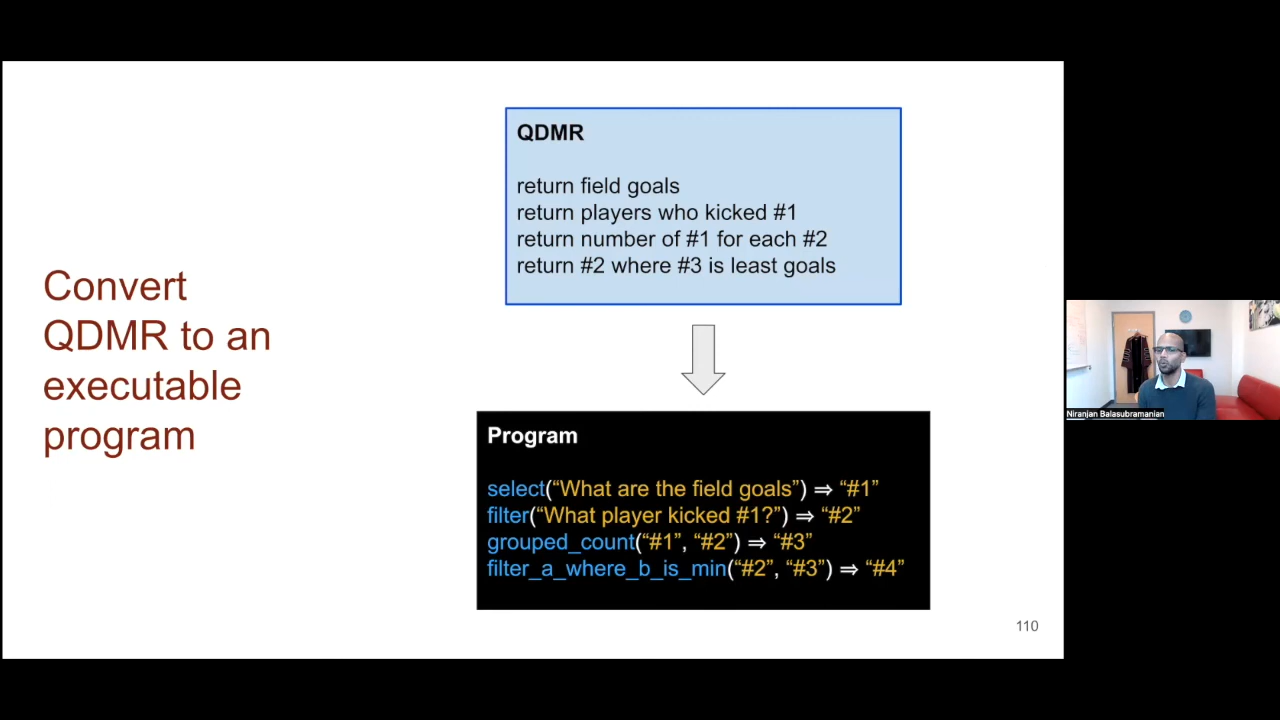 Convert
QDMR to an
executable
program
QDMR
return field goals
return players who kicked #1
return number of #1 for each #2
return #2 where #3 is least goals
Program
select(“What are the field goals”) ⇒ “#1”
filter(“What player kicked #1?”) ⇒ “#2”
grouped_count(“#1”, “#2”) ⇒ “#3”
filter_a_where_b_is_min(“#2”, “#3”) ⇒ “#4”
110
Niranjan Balasubramanian